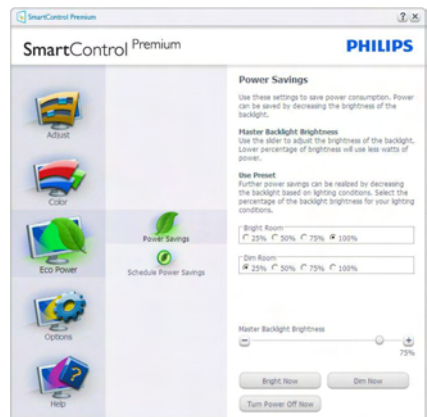 SmartControl Premium
SmartControl Premium
PHILIPS
Adjust
Color
Eco Power
Options
Help
Power Savings
Schedule Power Savings
Power Savings
Use these settings to save power consumption. Power
can be saved by decreasing the brightness of the
backlight.
Master Backlight Brightness
Use the slider to adjust the brightness of the backlight.
Lower percentage of brightness will use less watts of
power.
Use Preset
Further power savings can be realized by decreasing
the backlight based on lighting conditions. Select the
percentage of the backlight brightness for your lighting
conditions.
Bright Room
25% 50% 75% 100%
Dim Room
25% 50% 75% 100%
Master Backlight Brightness
75%
Bright Now Dim Now
Turn Power Off Now